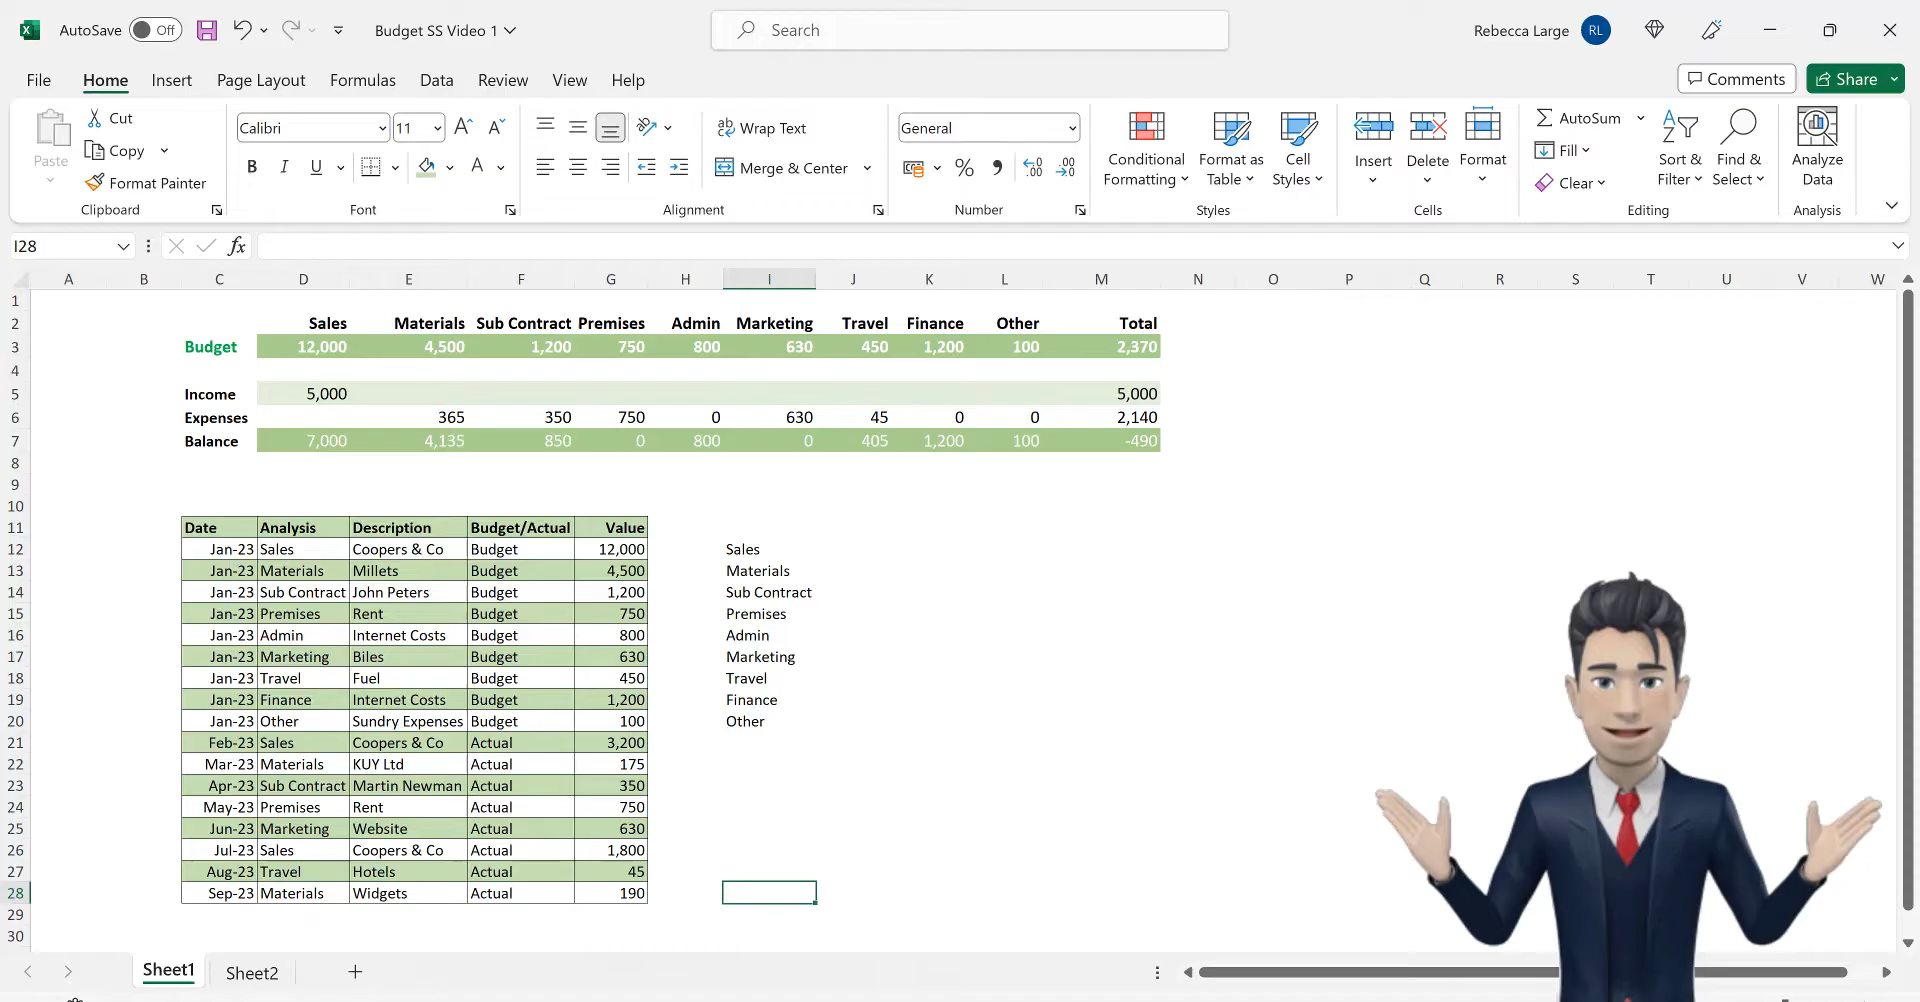 AutoSave Off Budget SS Video 1 Search Rebecca Large RL
File Home Insert Page Layout Formulas Data Review View Help Comments Share
Paste Cut Copy Format Painter Clipboard
Calibri 11 B I U A Font
ab Wrap Text Merge & Center Alignment
General % Number
Conditional Formatting Format as Table Cell Styles Styles
Insert Delete Format Cells
AutoSum Fill Clear Sort & Filter Find & Select Editing
Analyze Data Analysis
I28 fx
A B C D E F G H I J K L M N O P Q R S T U V W
1
2 Sales Materials Sub Contract Premises Admin Marketing Travel Finance Other Total
3 Budget 12,000 4,500 1,200 750 800 630 450 1,200 100 2,370
4
5 Income 5,000 5,000
6 Expenses 365 350 750 0 630 45 0 0 2,140
7 Balance 7,000 4,135 850 0 800 0 405 1,200 100 -490
8
9
10
11 Date Analysis Description Budget/Actual Value
12 Jan-23 Sales Coopers & Co Budget 12,000 Sales
13 Jan-23 Materials Millets Budget 4,500 Materials
14 Jan-23 Sub Contract John Peters Budget 1,200 Sub Contract
15 Jan-23 Premises Rent Budget 750 Premises
16 Jan-23 Admin Internet Costs Budget 800 Admin
17 Jan-23 Marketing Biles Budget 630 Marketing
18 Jan-23 Travel Fuel Budget 450 Travel
19 Jan-23 Finance Internet Costs Budget 1,200 Finance
20 Jan-23 Other Sundry Expenses Budget 100 Other
21 Feb-23 Sales Coopers & Co Actual 3,200
22 Mar-23 Materials KUY Ltd Actual 175
23 Apr-23 Sub Contract Martin Newman Actual 350
24 May-23 Premises Rent Actual 750
25 Jun-23 Marketing Website Actual 630
26 Jul-23 Sales Coopers & Co Actual 1,800
27 Aug-23 Travel Hotels Actual 45
28 Sep-23 Materials Widgets Actual 190
29
30
Sheet1 Sheet2